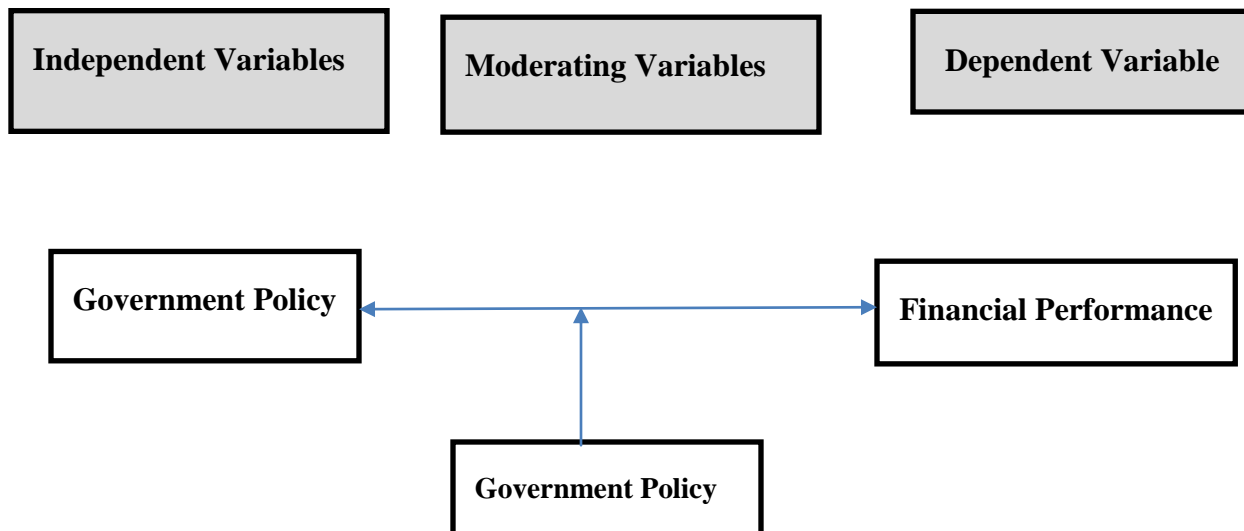 Independent Variables
Moderating Variables
Dependent Variable
Government Policy
Financial Performance
Government Policy